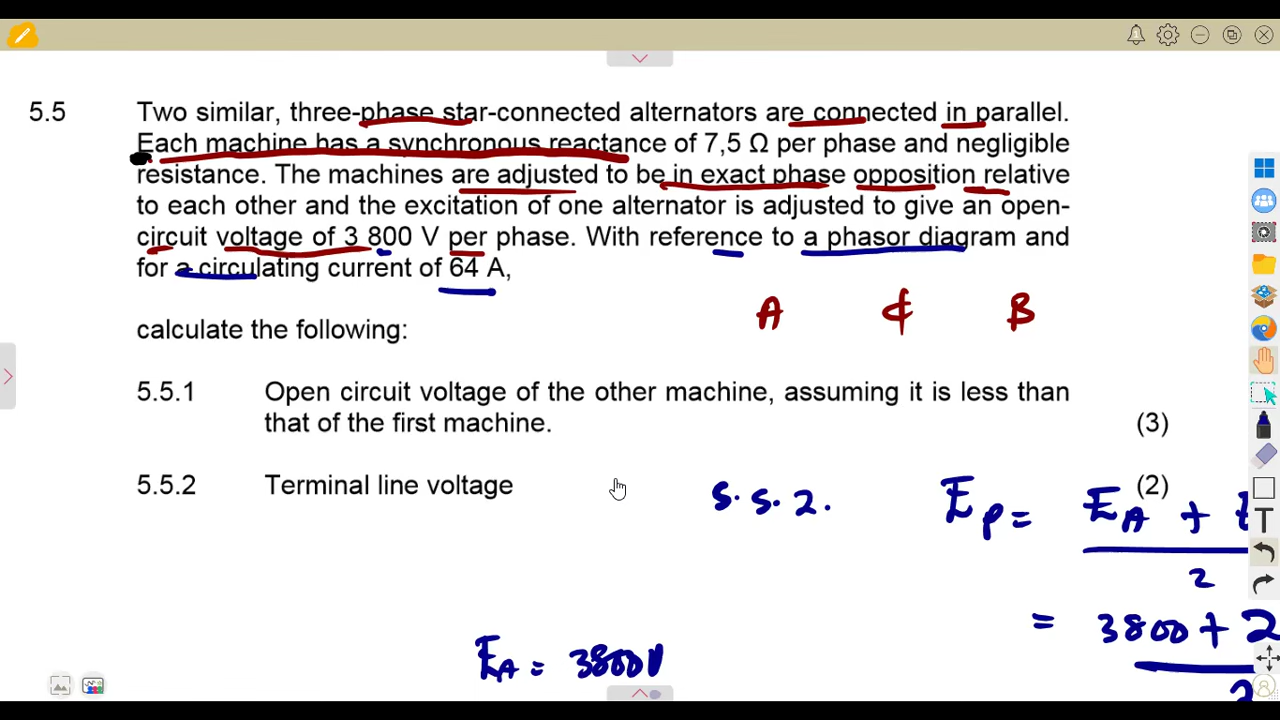 5.5 Two similar, three-phase star-connected alternators are connected in parallel.
Each machine has a synchronous reactance of 7,5 Ω per phase and negligible
resistance. The machines are adjusted to be in exact phase opposition relative
to each other and the excitation of one alternator is adjusted to give an open-
circuit voltage of 3 800 V per phase. With reference to a phasor diagram and
for a circulating current of 64 A,
A ₵ B
calculate the following:
5.5.1 Open circuit voltage of the other machine, assuming it is less than
that of the first machine. (3)
5.5.2 Terminal line voltage (2)
5.5.2. Ep = EA +
2
= 3800 + 2
EA = 3800V
T